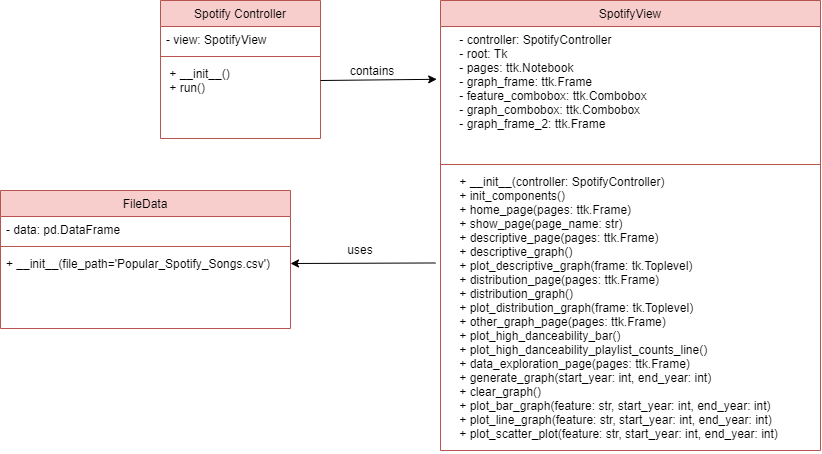 Spotify Controller
- view: SpotifyView
+ __init__()
+ run()
contains
SpotifyView
- controller: SpotifyController
- root: Tk
- pages: ttk.Notebook
- graph_frame: ttk.Frame
- feature_combobox: ttk.Combobox
- graph_combobox: ttk.Combobox
- graph_frame_2: ttk.Frame
+ __init__(controller: SpotifyController)
+ init_components()
+ home_page(pages: ttk.Frame)
+ show_page(page_name: str)
+ descriptive_page(pages: ttk.Frame)
+ descriptive_graph()
+ plot_descriptive_graph(frame: tk.Toplevel)
+ distribution_page(pages: ttk.Frame)
+ distribution_graph()
+ plot_distribution_graph(frame: tk.Toplevel)
+ other_graph_page(pages: ttk.Frame)
+ plot_high_danceability_bar()
+ plot_high_danceability_playlist_counts_line()
+ data_exploration_page(pages: ttk.Frame)
+ generate_graph(start_year: int, end_year: int)
+ clear_graph()
+ plot_bar_graph(feature: str, start_year: int, end_year: int)
+ plot_line_graph(feature: str, start_year: int, end_year: int)
+ plot_scatter_plot(feature: str, start_year: int, end_year: int)
uses
FileData
- data: pd.DataFrame
+ __init__(file_path='Popular_Spotify_Songs.csv')